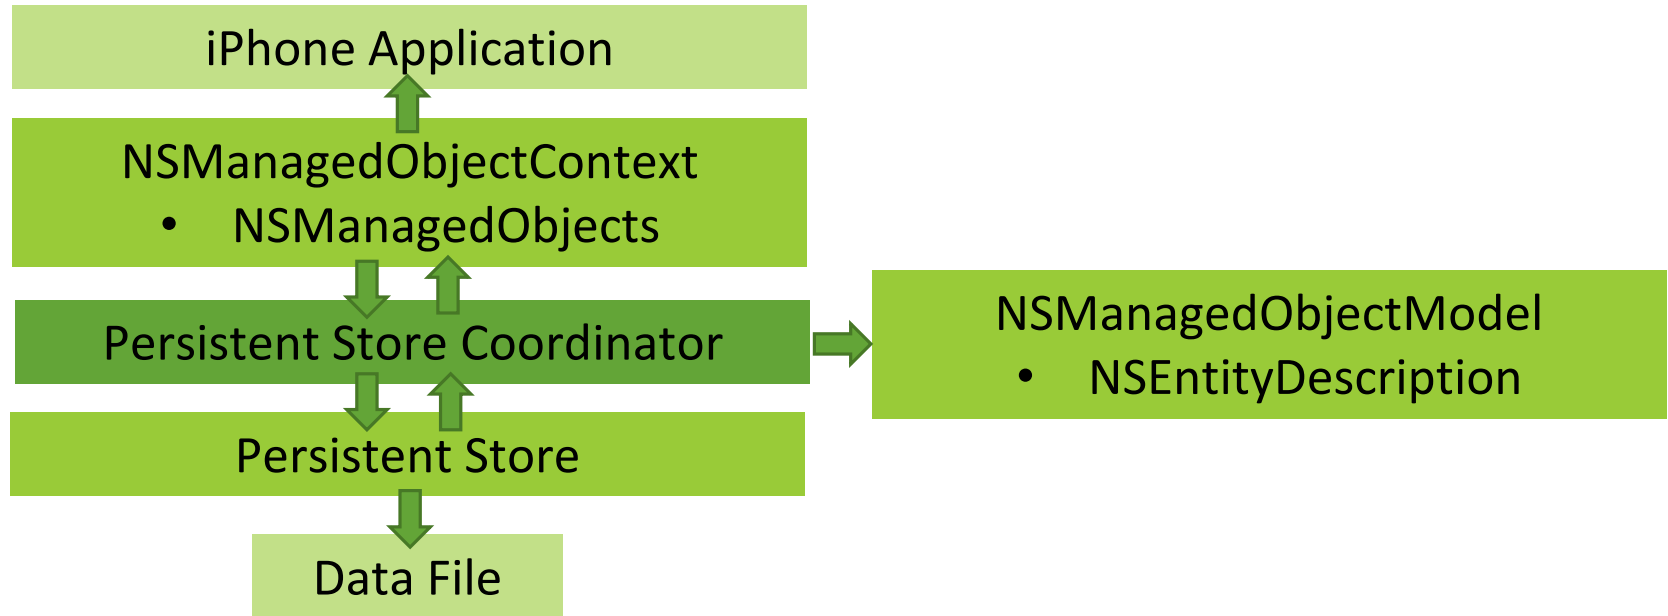 iPhone Application
NSManagedObjectContext
• NSManagedObjects
Persistent Store Coordinator
NSManagedObjectModel
• NSEntityDescription
Persistent Store
Data File